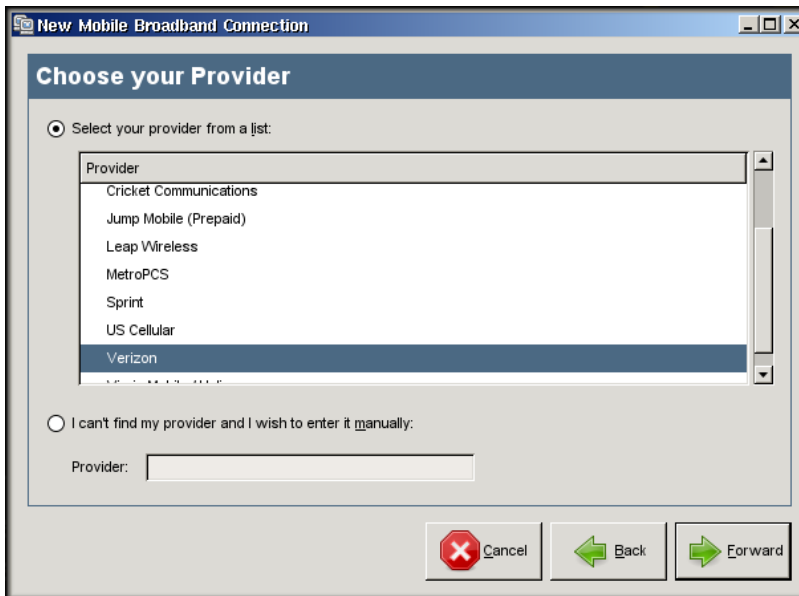 New Mobile Broadband Connection
Choose your Provider
Select your provider from a list:
Provider
Cricket Communications
Jump Mobile (Prepaid)
Leap Wireless
MetroPCS
Sprint
US Cellular
Verizon
I can't find my provider and I wish to enter it manually:
Provider:
Cancel Back Forward